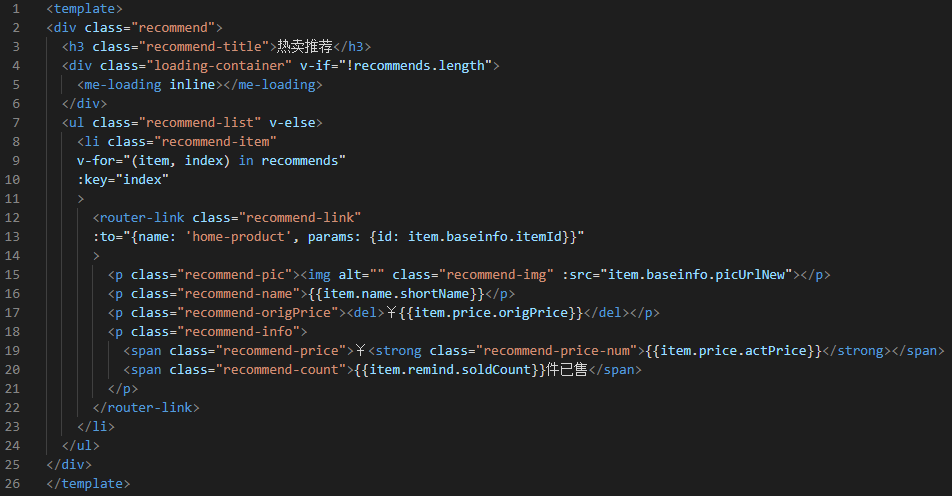 1 <template>
2 <div class="recommend">
3 <h3 class="recommend-title">热卖推荐</h3>
4 <div class="loading-container" v-if="!recommends.length">
5 <me-loading inline></me-loading>
6 </div>
7 <ul class="recommend-list" v-else>
8 <li class="recommend-item"
9 v-for="(item, index) in recommends"
10 :key="index"
11 >
12 <router-link class="recommend-link"
13 :to="{name: 'home-product', params: {id: item.baseinfo.itemId}}"
14 >
15 <p class="recommend-pic"><img alt="" class="recommend-img" :src="item.baseinfo.picUrlNew"></p>
16 <p class="recommend-name">{{item.name.shortName}}</p>
17 <p class="recommend-origPrice"><del>¥{{item.price.origPrice}}</del></p>
18 <p class="recommend-info">
19 <span class="recommend-price">¥<strong class="recommend-price-num">{{item.price.actPrice}}</strong></span>
20 <span class="recommend-count">{{item.remind.soldCount}}件已售</span>
21 </p>
22 </router-link>
23 </li>
24 </ul>
25 </div>
26 </template>